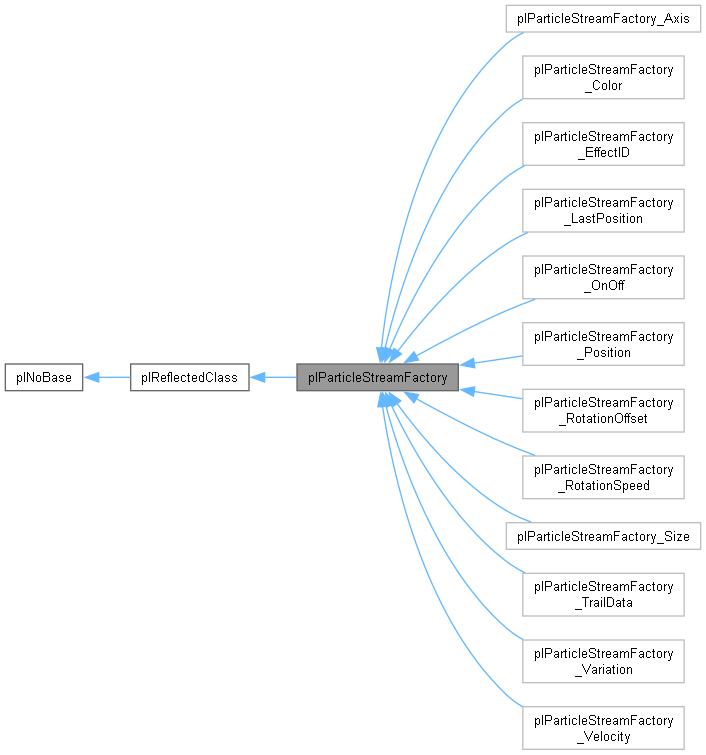 plParticleStreamFactory_Axis
plParticleStreamFactory
_Color
plParticleStreamFactory
_EffectID
plParticleStreamFactory
_LastPosition
plParticleStreamFactory
_OnOff
plParticleStreamFactory
_Position
plNoBase
plReflectedClass
plParticleStreamFactory
plParticleStreamFactory
_RotationOffset
plParticleStreamFactory
_RotationSpeed
plParticleStreamFactory_Size
plParticleStreamFactory
_TrailData
plParticleStreamFactory
_Variation
plParticleStreamFactory
_Velocity